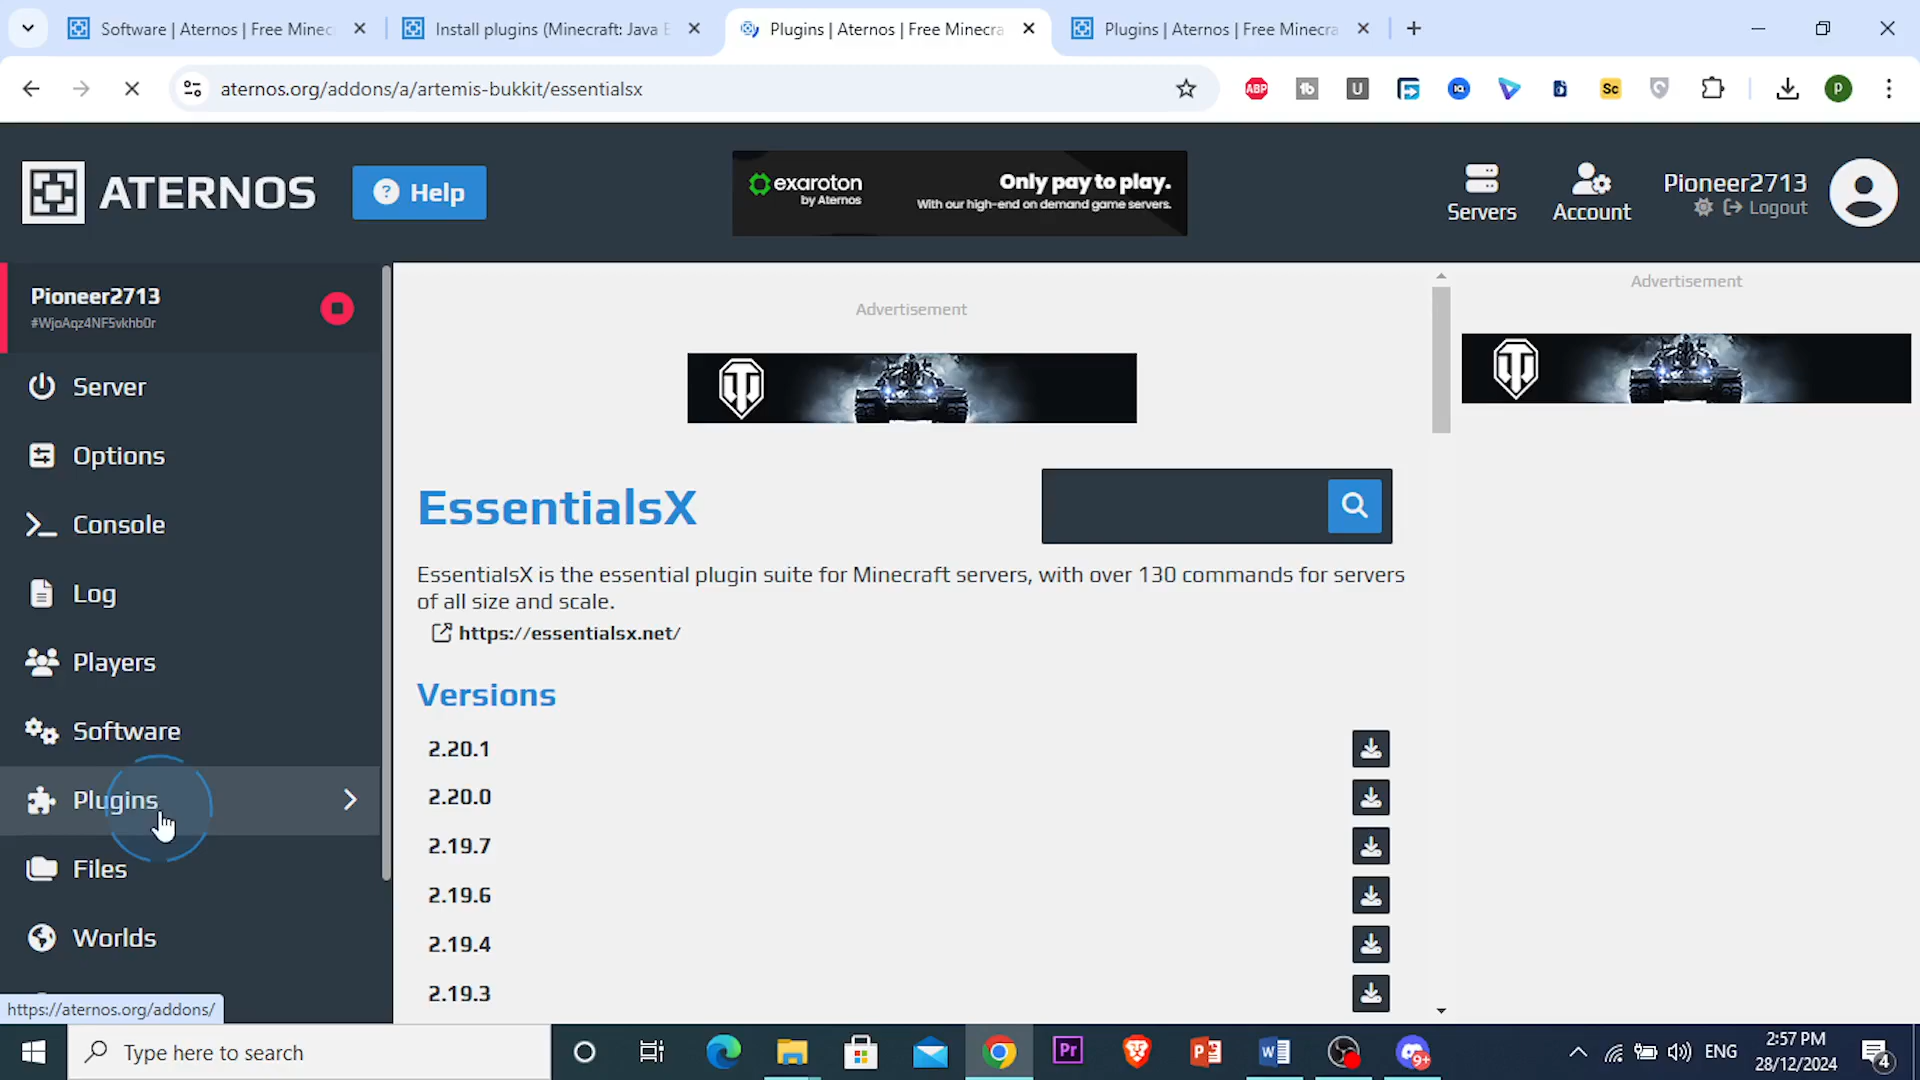 Software | Aternos | Free Minec
Install plugins (Minecraft: Java E
Plugins | Aternos | Free Minecra
Plugins | Aternos | Free Minecra
aternos.org/addons/a/artemis-bukkit/essentialsx
ABP
U
Sc
p
ATERNOS
? Help
exaroton
by Aternos
Only pay to play.
With our high-end on demand game servers.
Servers
Account
Pioneer2713
Logout
Pioneer2713
#WjoAqz4NF5vkhb0r
Server
Options
Console
Log
Players
Software
Plugins
Files
Worlds
https://aternos.org/addons/
Advertisement
Advertisement
EssentialsX
EssentialsX is the essential plugin suite for Minecraft servers, with over 130 commands for servers
of all size and scale.
https://essentialsx.net/
Versions
2.20.1
2.20.0
2.19.7
2.19.6
2.19.4
2.19.3
Type here to search
Pr
9+
ENG
2:57 PM
28/12/2024
4